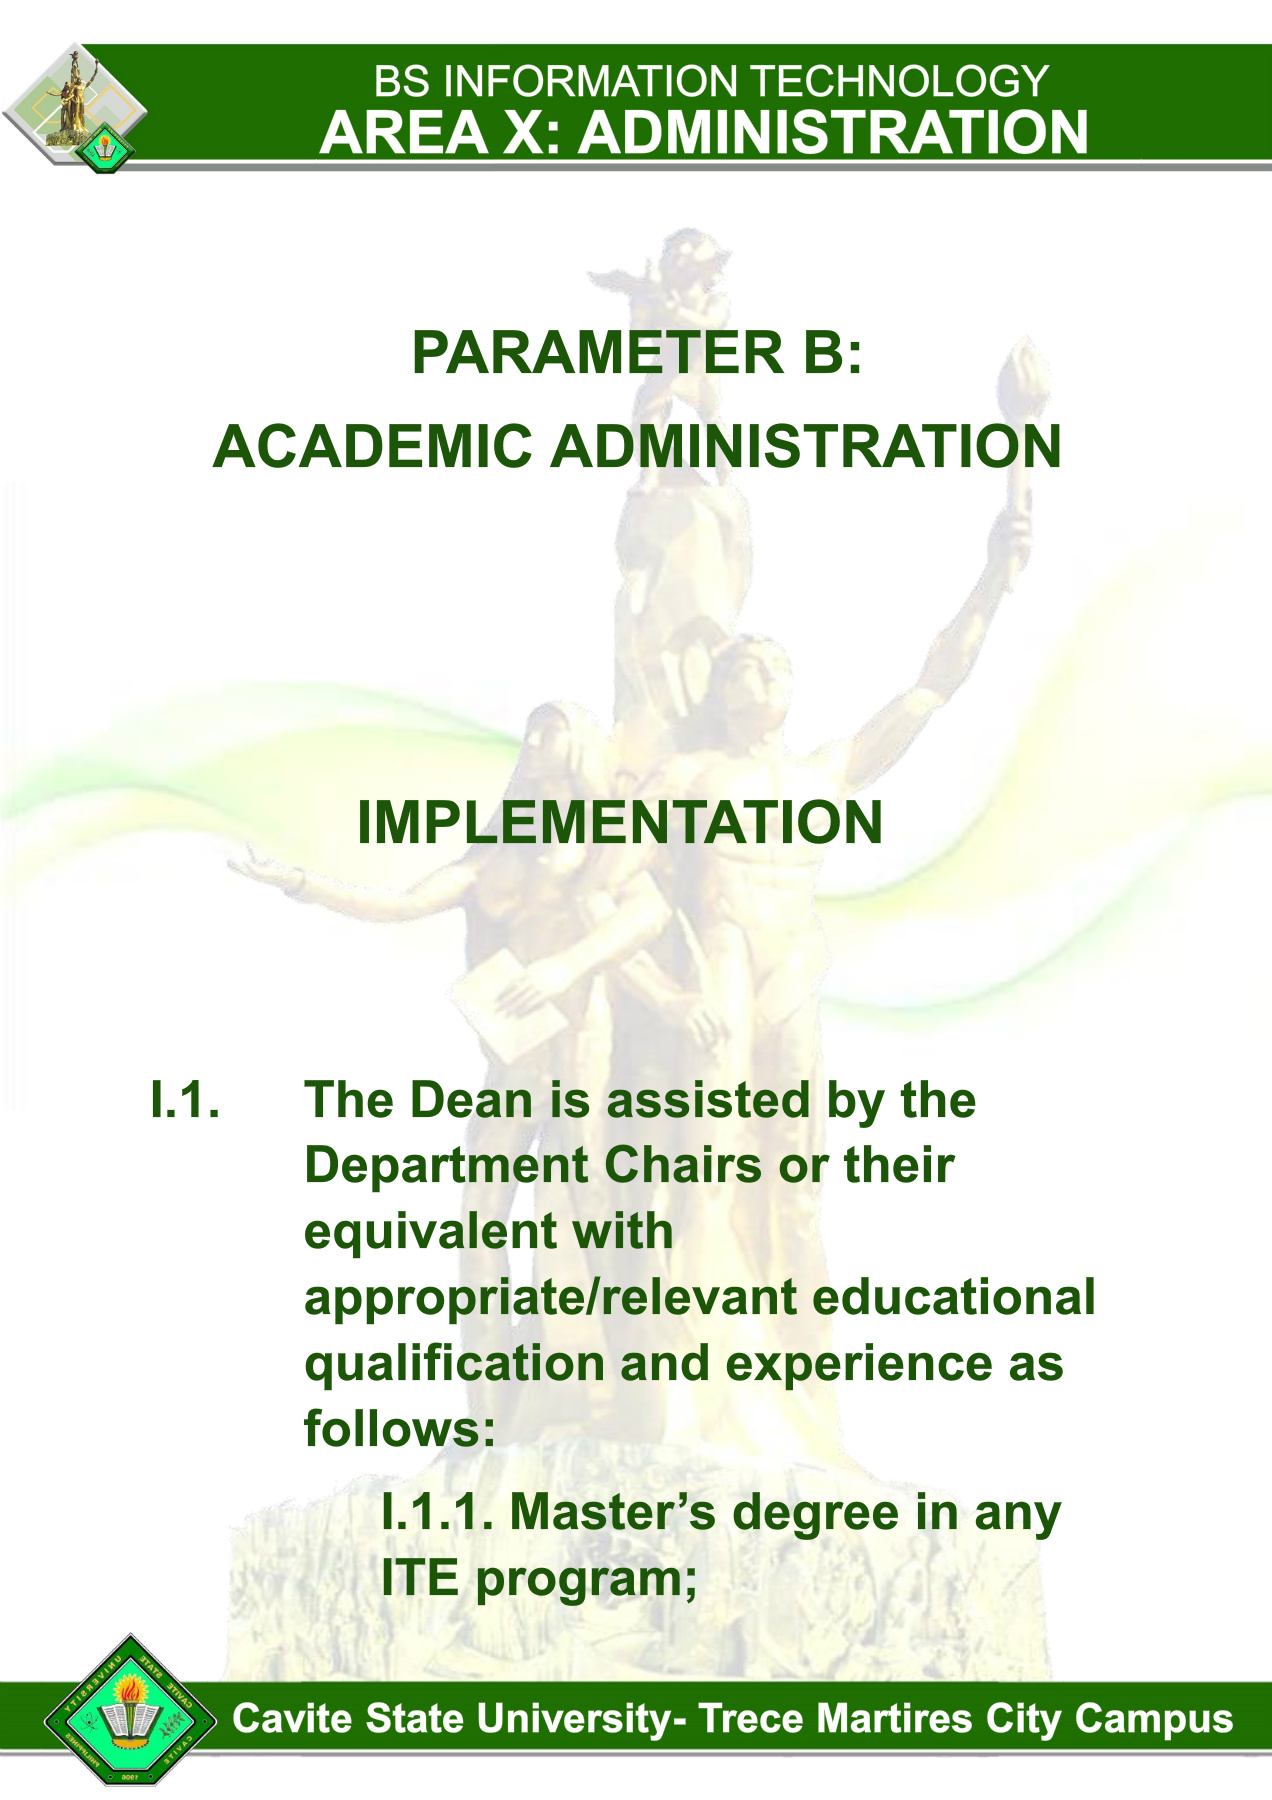 BS INFORMATION TECHNOLOGY
AREA X: ADMINISTRATION
PARAMETER B:
ACADEMIC ADMINISTRATION
IMPLEMENTATION
I.1. The Dean is assisted by the
Department Chairs or their
equivalent with
appropriate/relevant educational
qualification and experience as
follows:
I.1.1. Master’s degree in any
ITE program;
CAVITE STATE UNIVERSITY
CAVITE PHILIPPINES
1906
Cavite State University- Trece Martires City Campus